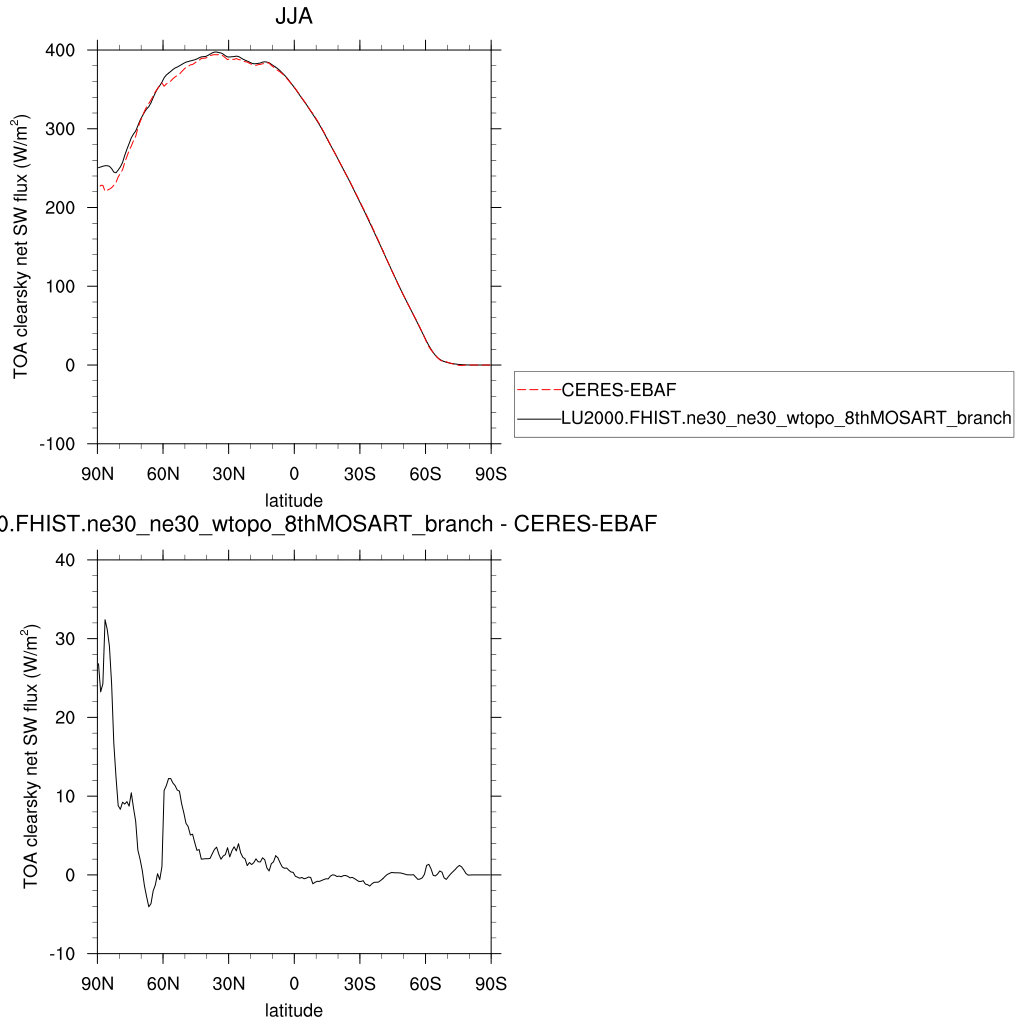 JJA
TOA clearsky net SW flux (W/m²)
400
300
200
100
0
-100
90N 60N 30N 0 30S 60S 90S
latitude
CERES-EBAF
LU2000.FHIST.ne30_ne30_wtopo_8thMOSART_branch
0.FHIST.ne30_ne30_wtopo_8thMOSART_branch - CERES-EBAF
TOA clearsky net SW flux (W/m²)
40
30
20
10
0
-10
90N 60N 30N 0 30S 60S 90S
latitude